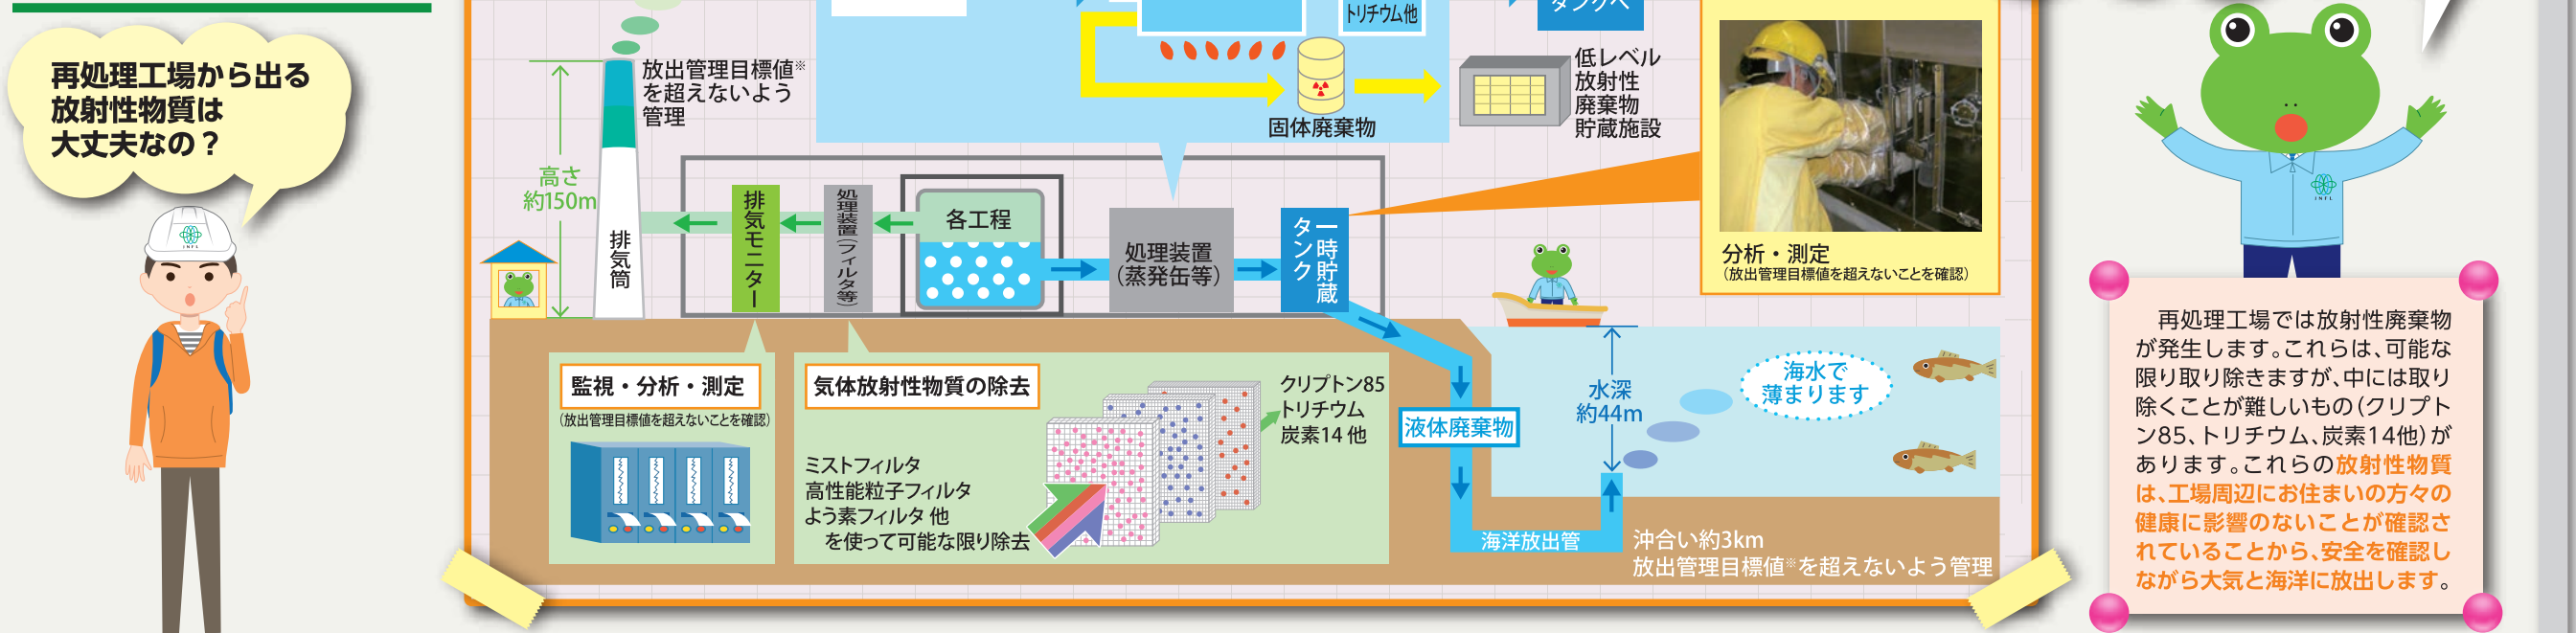 再処理工場から出る
放射性物質は
大丈夫なの？
JNFL
高さ
約150m
排気筒
放出管理目標値※
を超えないよう
管理
トリチウム他
タンクへ
固体廃棄物
低レベル
放射性
廃棄物
貯蔵施設
排気モニター
処理装置(フィルタ等)
各工程
処理装置
(蒸発缶等)
一時貯蔵
タンク
分析・測定
(放出管理目標値を超えないことを確認)
監視・分析・測定
(放出管理目標値を超えないことを確認)
気体放射性物質の除去
クリプトン85
トリチウム
炭素14 他
ミストフィルタ
高性能粒子フィルタ
よう素フィルタ 他
を使って可能な限り除去
液体廃棄物
水深
約44m
海水で
薄まります
海洋放出管
沖合い約3km
放出管理目標値※を超えないよう管理
JNFL
再処理工場では放射性廃棄物
が発生します。これらは、可能な
限り取り除きますが、中には取り
除くことが難しいもの(クリプト
ン85、トリチウム、炭素14他)が
あります。これらの放射性物質
は、工場周辺にお住まいの方々の
健康に影響のないことが確認さ
れていることから、安全を確認し
ながら大気と海洋に放出します。